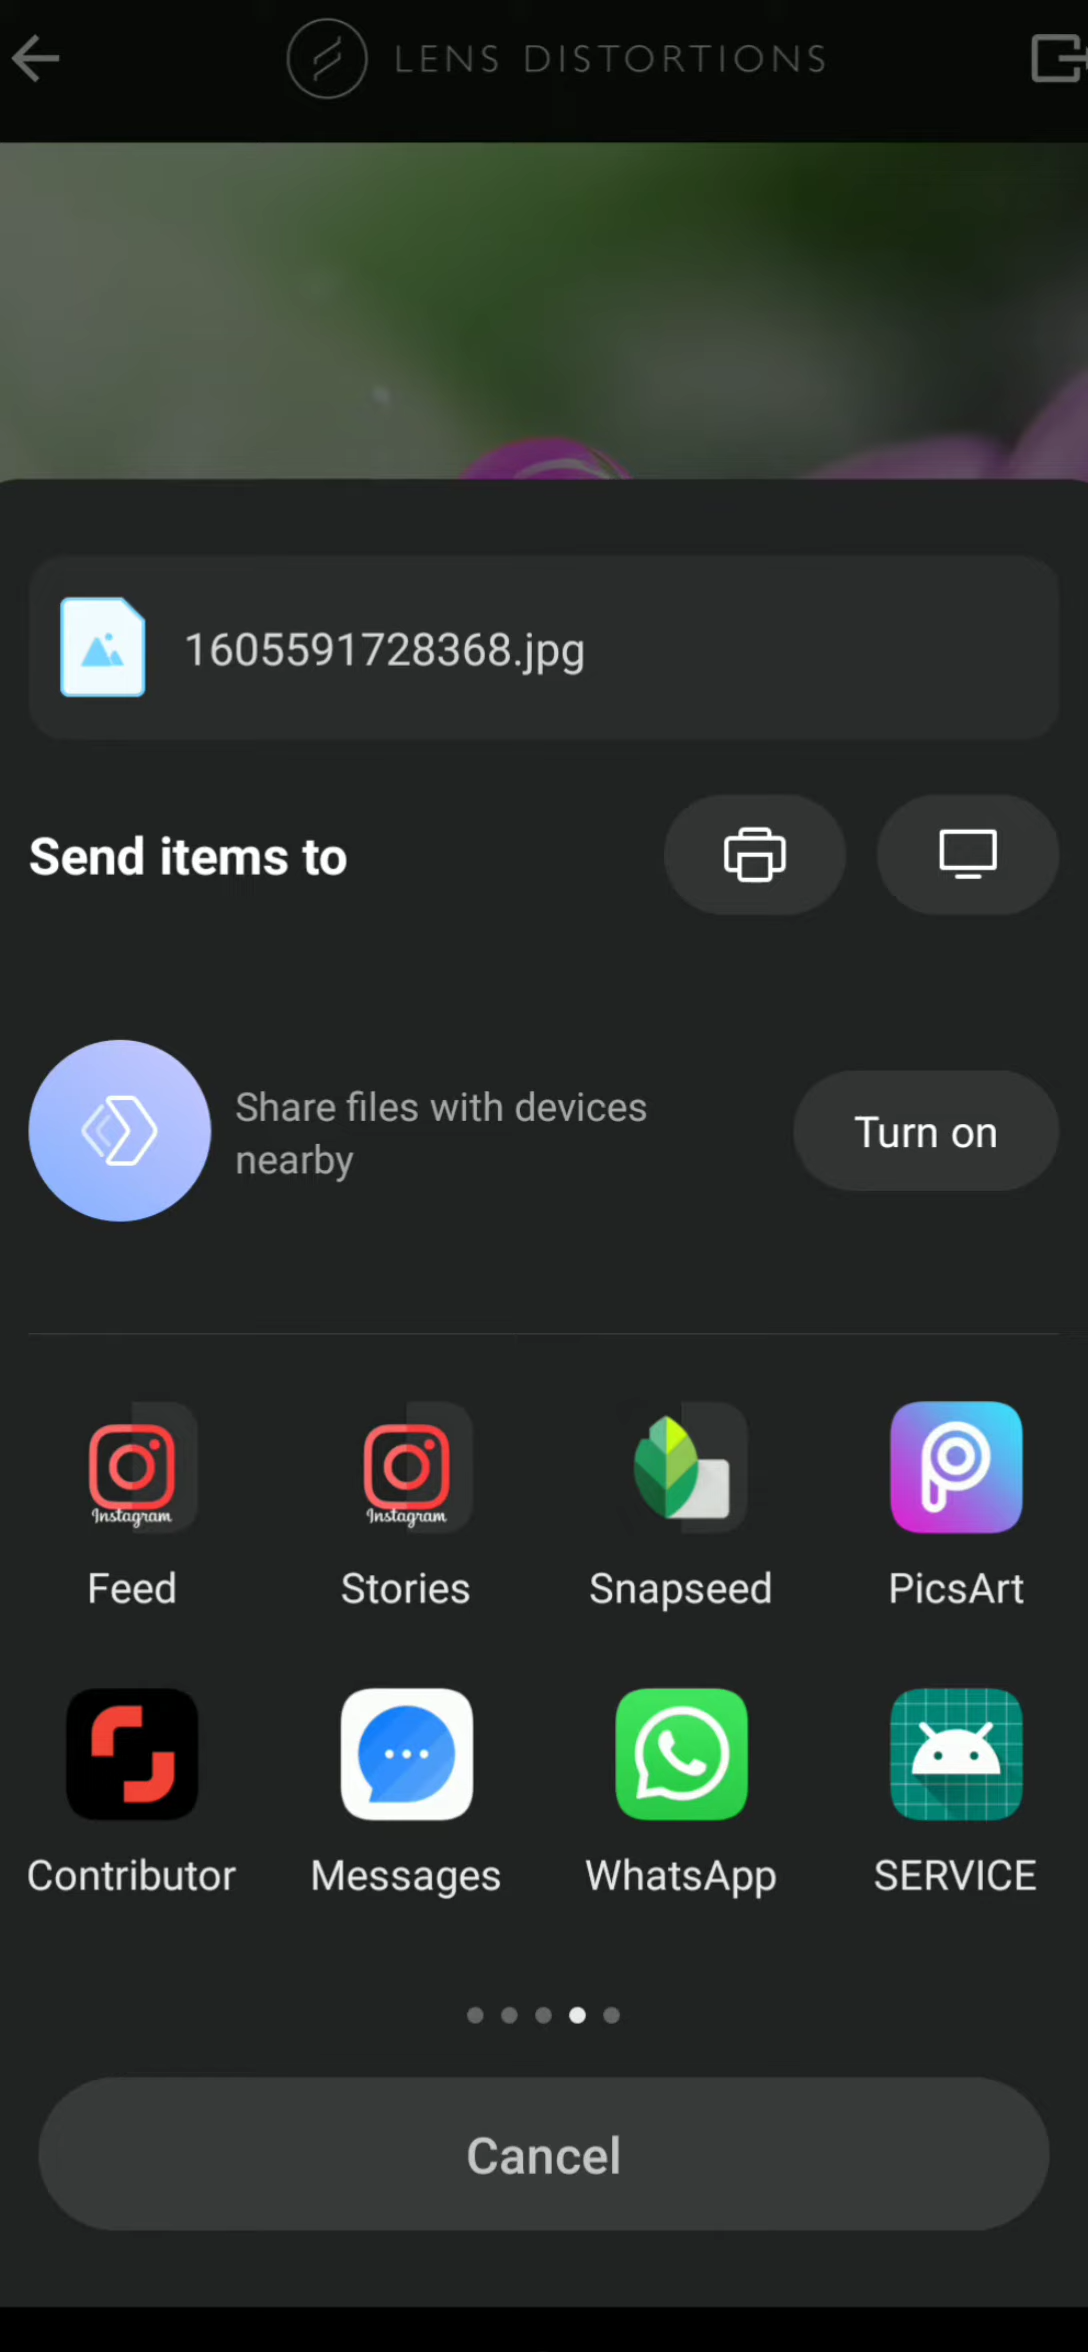 LENS DISTORTIONS
1605591728368.jpg
Send items to
Share files with devices
nearby
Turn on
Instagram
Instagram
Feed
Stories
Snapseed
PicsArt
Contributor
Messages
WhatsApp
SERVICE
Cancel